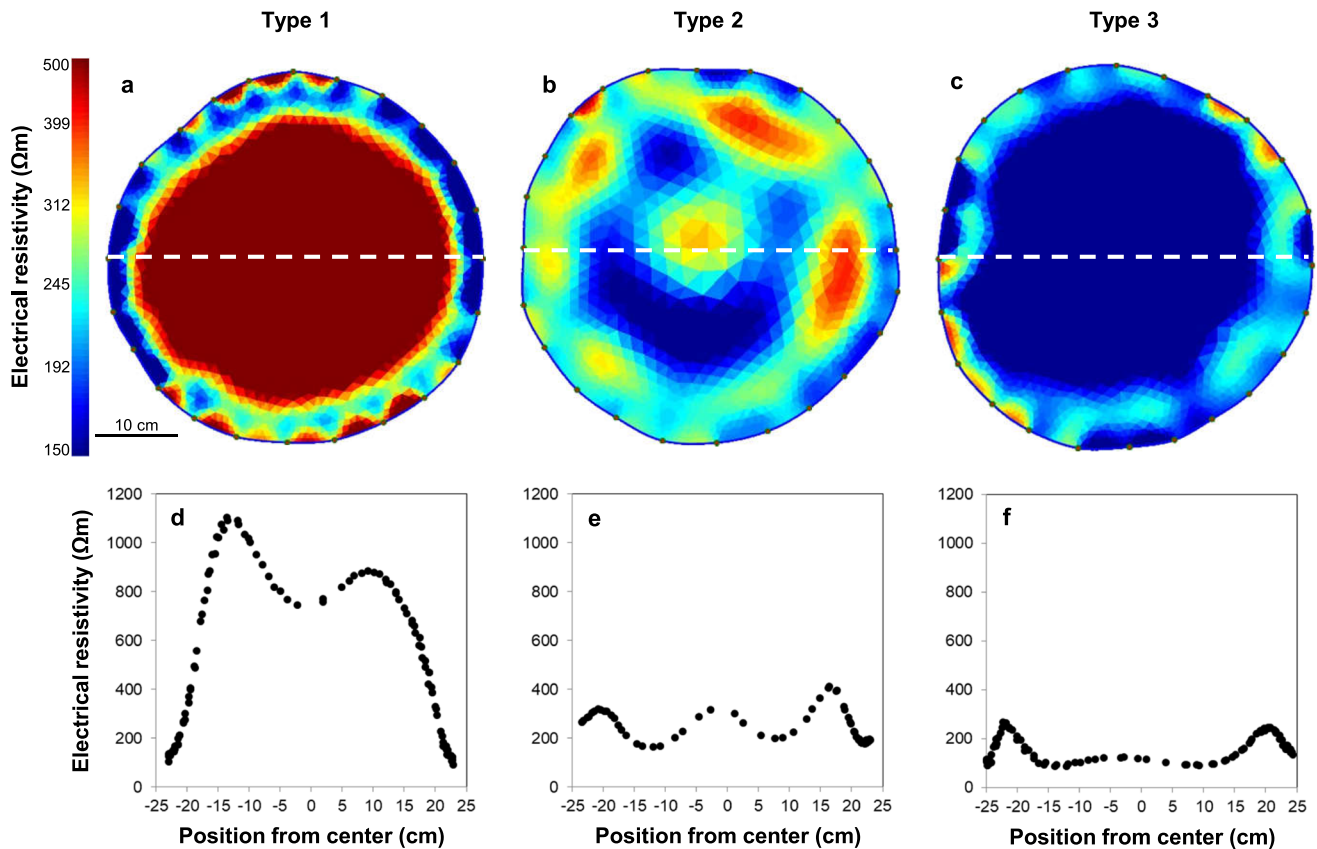 Type 1 Type 2 Type 3
a b c
Electrical resistivity (Ωm)
500
399
312
245
192
150
10 cm
d e f
Electrical resistivity (Ωm)
1200 1200 1200
1000 1000 1000
800 800 800
600 600 600
400 400 400
200 200 200
0 0 0
-25 -20 -15 -10 -5 0 5 10 15 20 25 -25 -20 -15 -10 -5 0 5 10 15 20 25 -25 -20 -15 -10 -5 0 5 10 15 20 25
Position from center (cm) Position from center (cm) Position from center (cm)